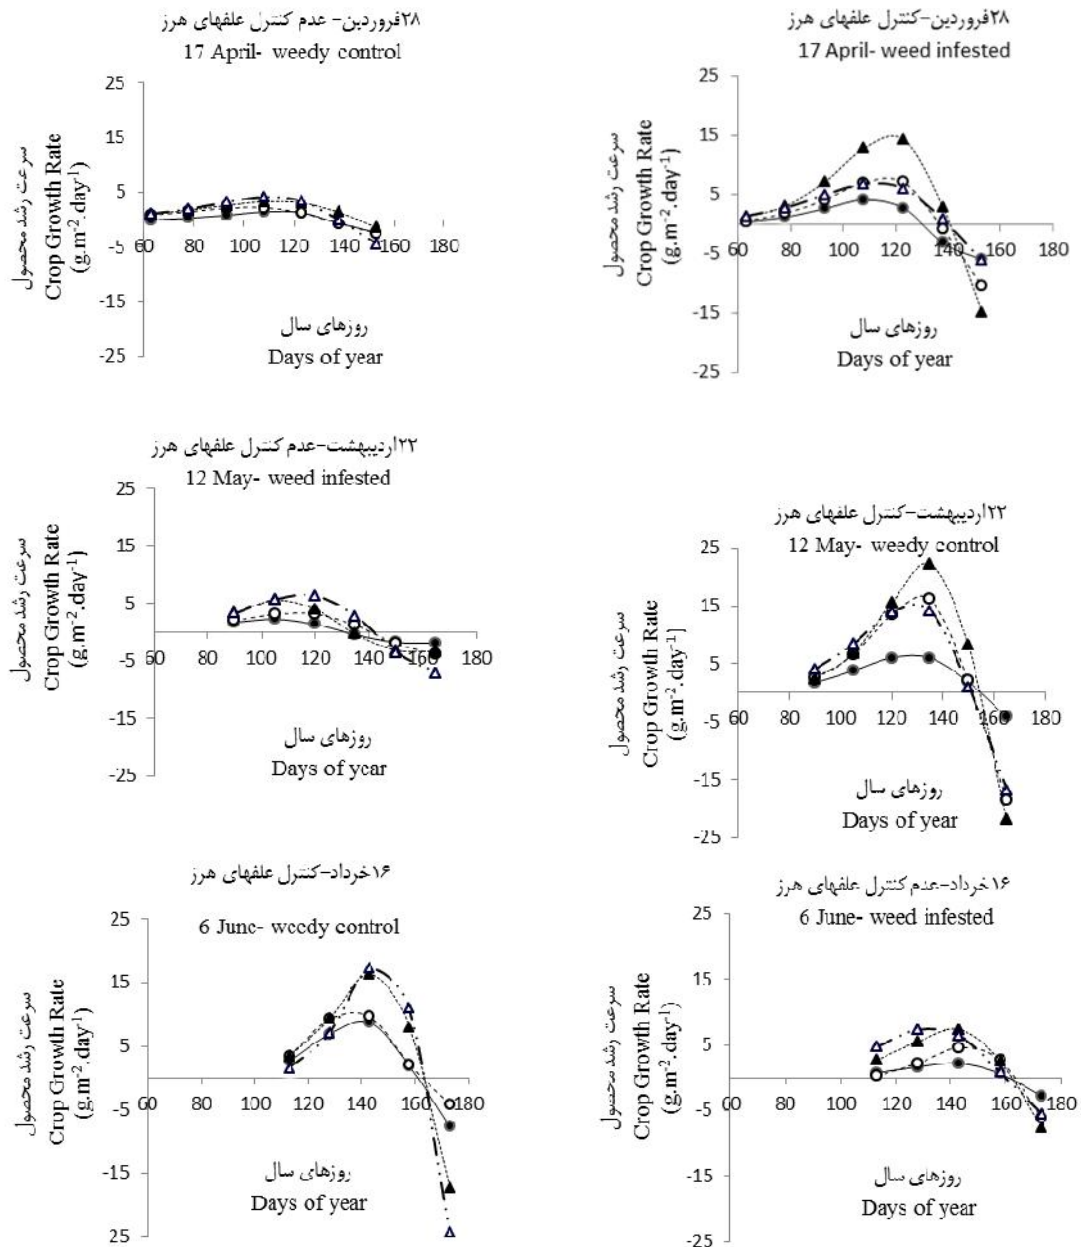 ۲۸فروردین- عدم کنترل علفهای هرز
17 April- weedy control
25
15
5
-5
-15
-25
60
80
100
120
140
160
180
سرعت رشد محصول
Crop Growth Rate
(g.m-2.day-1)
روزهای سال
Days of year
۲۸فروردین-کنترل علفهای هرز
17 April- weed infested
25
15
5
-5
-15
-25
60
80
100
120
140
160
180
سرعت رشد محصول
Crop Growth Rate
(g.m-2.day-1)
روزهای سال
Days of year
۲۲اردیبهشت-عدم کنترل علفهای هرز
12 May- weed infested
25
15
5
-5
-15
-25
60
80
100
120
140
160
180
سرعت رشد محصول
Crop Growth Rate
(g.m-2.day-1)
روزهای سال
Days of year
۲۲اردیبهشت-کنترل علفهای هرز
12 May- weedy control
25
15
5
-5
-15
-25
60
80
100
120
140
160
180
سرعت رشد محصول
Crop Growth Rate
(g.m-2.day-1]
روزهای سال
Days of year
۱۶خرداد-کنترل علفهای هرز
6 June- weedy control
25
15
5
-5
-15
25
60
80
100
120
140
160
180
سرعت رشد محصول
Crop Growth Rate
(g.m-2.day-1)
روزهای سال
Days of year
۱۶خرداد-عدم کنترل علفهای هرز
6 June- weed infested
25
15
5
-5
-15
-25
60
80
100
120
140
160
180
سرعت رشد محصول
Crop Growth Rate
(g.m-2.day-1)
روزهای سال
Days of year